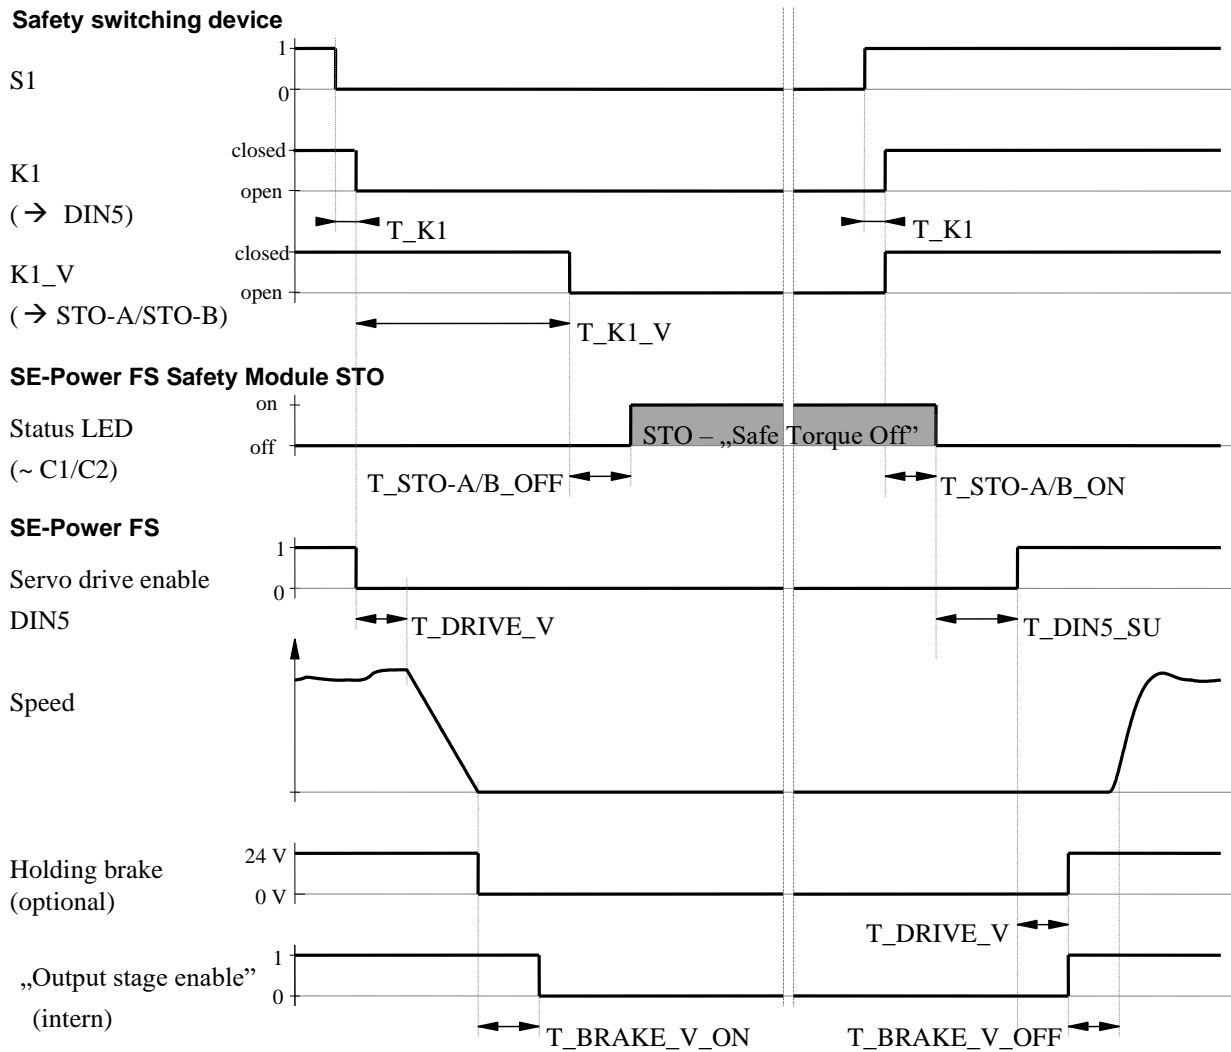 Safety switching device
1
S1
0
closed
K1
open
( → DIN5)
T_K1
T_K1
closed
K1_V
open
( → STO-A/STO-B)
T_K1_V
SE-Power FS Safety Module STO
on
Status LED
off
STO – „Safe Torque Off”
(~ C1/C2)
T_STO-A/B_OFF
T_STO-A/B_ON
SE-Power FS
1
Servo drive enable
0
DIN5
T_DRIVE_V
T_DIN5_SU
Speed
24 V
Holding brake
(optional)
0 V
T_DRIVE_V
1
„Output stage enable”
0
(intern)
T_BRAKE_V_ON
T_BRAKE_V_OFF